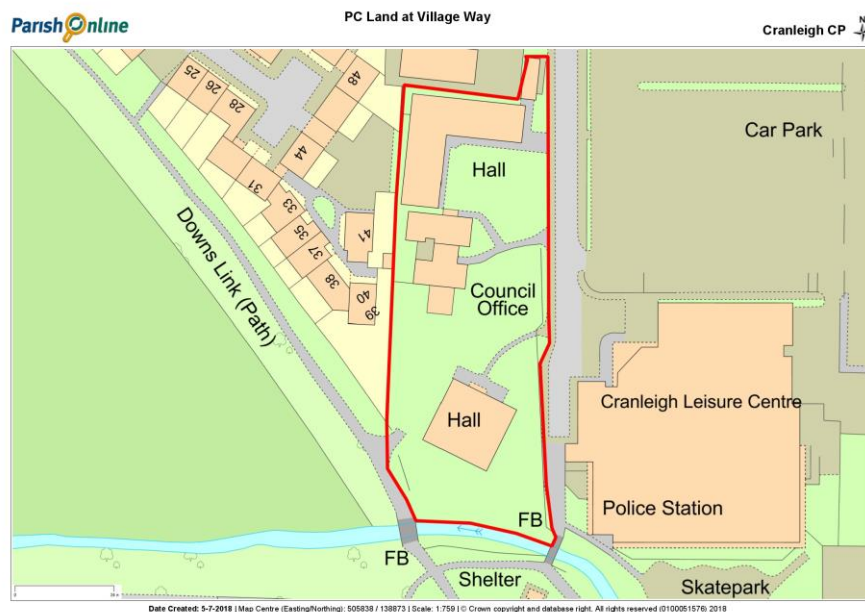 Parish Online
PC Land at Village Way
Cranleigh CP
N
25
26
28
48
44
31
33
35
37
38
41
40
39
Hall
Car Park
Downs Link (Path)
Council
Office
Hall
Cranleigh Leisure Centre
Police Station
FB
FB
Shelter
Skatepark
Date Created: 5-7-2018 | Map Centre (Easting/Northing): 505838 / 138873 | Scale: 1:759 | © Crown copyright and database right. All rights reserved (0100051576) 2018